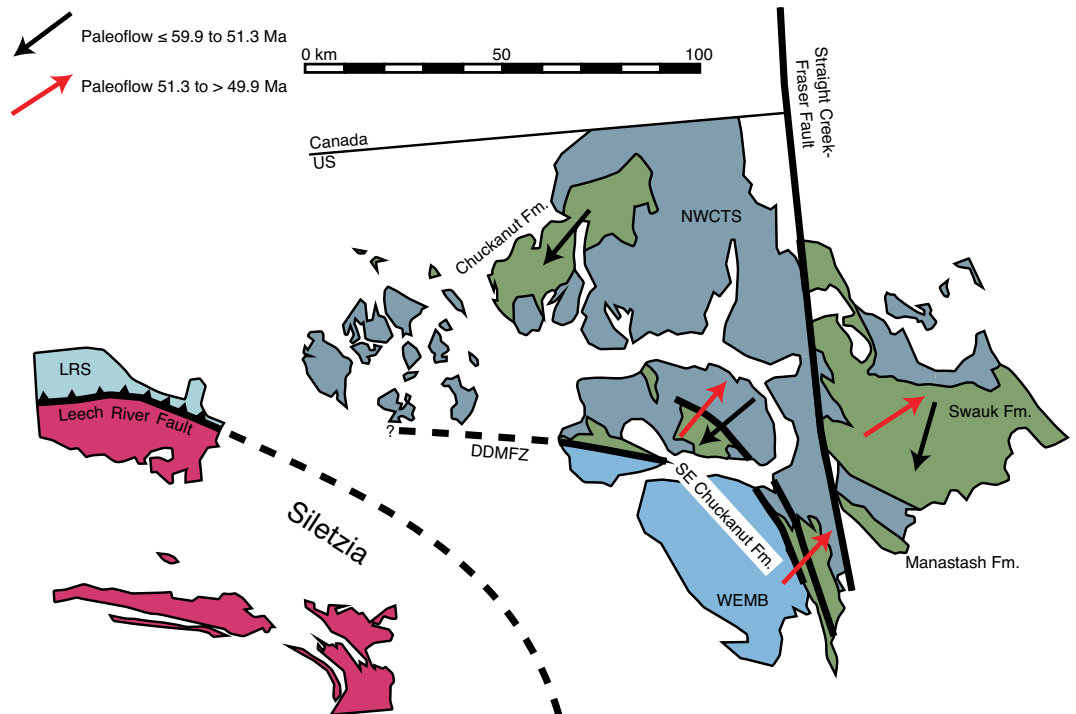 Paleoflow ≤ 59.9 to 51.3 Ma
Paleoflow 51.3 to > 49.9 Ma
0 km
50
100
Straight Creek-
Fraser Fault
Canada
US
Chuckanut Fm.
NWCTS
LRS
Leech River Fault
?
DDMFZ
Swauk Fm.
SE Chuckanut Fm.
Siletzia
WEMB
Manastash Fm.